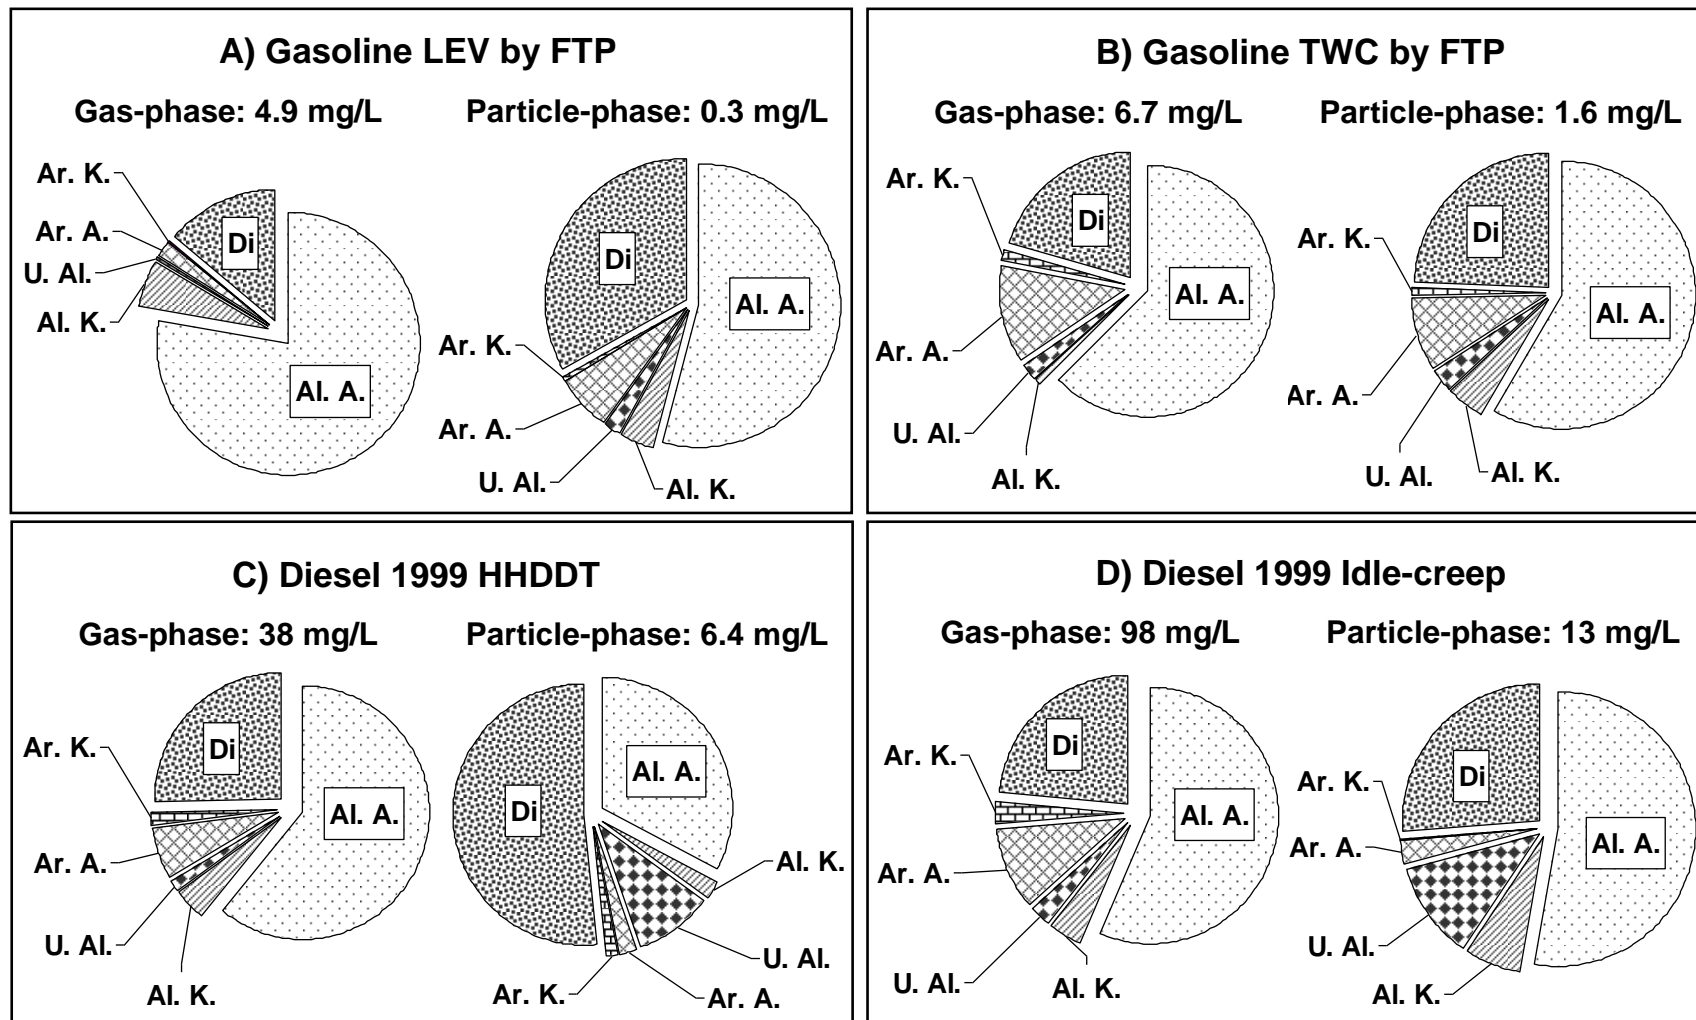 A) Gasoline LEV by FTP
Gas-phase: 4.9 mg/L
Particle-phase: 0.3 mg/L
Ar. K.
Ar. A.
U. Al.
Al. K.
Di
Al. A.
Di
Al. A.
Ar. K.
Ar. A.
U. Al.
Al. K.
B) Gasoline TWC by FTP
Gas-phase: 6.7 mg/L
Particle-phase: 1.6 mg/L
Ar. K.
Di
Al. A.
Ar. A.
U. Al.
Al. K.
Di
Ar. K.
Al. A.
Ar. A.
U. Al.
Al. K.
C) Diesel 1999 HHDDT
Gas-phase: 38 mg/L
Particle-phase: 6.4 mg/L
Di
Ar. K.
Al. A.
Ar. A.
U. Al.
Al. K.
Di
Al. A.
Al. K.
U. Al.
Ar. A.
Ar. K.
D) Diesel 1999 Idle-creep
Gas-phase: 98 mg/L
Particle-phase: 13 mg/L
Di
Ar. K.
Al. A.
Ar. A.
U. Al.
Al. K.
Di
Ar. K.
Al. A.
Ar. A.
U. Al.
Al. K.